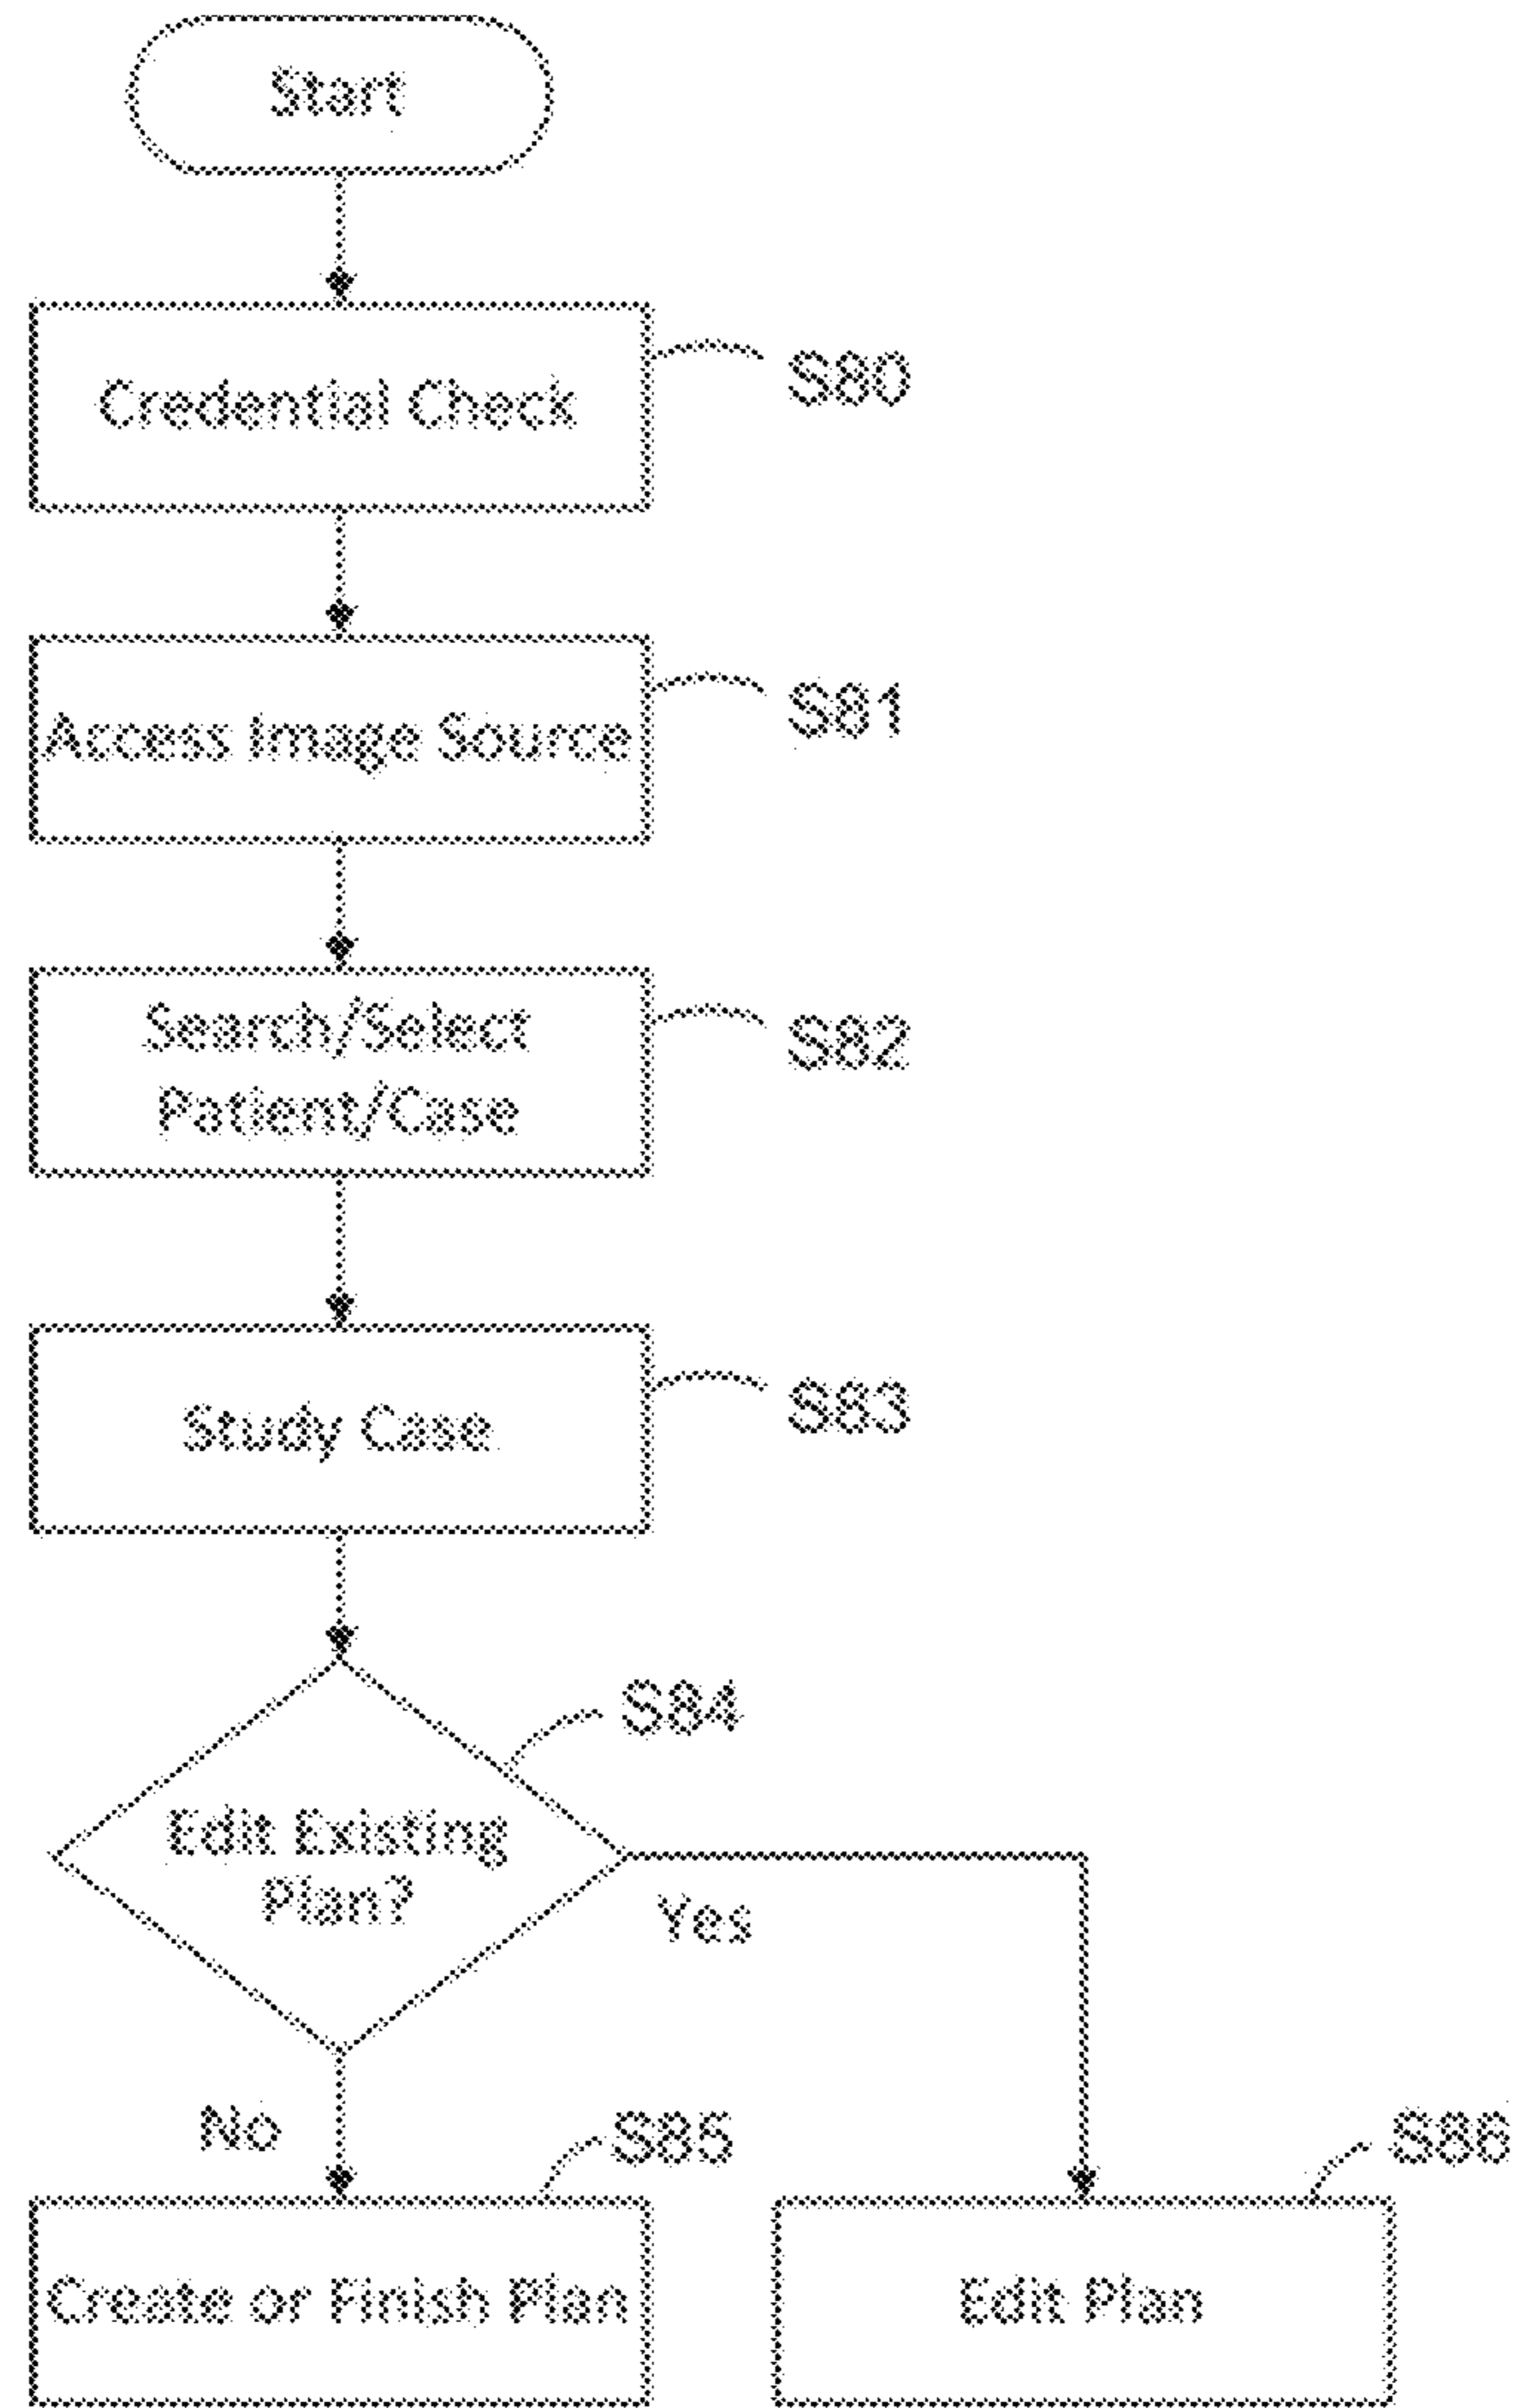 Start
Credential Check
S80
Access Image Source
S81
Search/Select
Patient/Case
S82
Study Case
S83
S84
Edit Existing
Plan?
Yes
No
S85
S86
Create or Finish Plan
Edit Plan